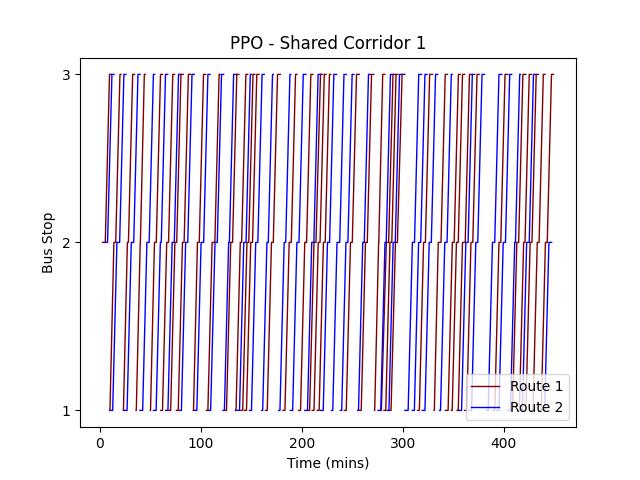 PPO - Shared Corridor 1
3
2
1
Bus Stop
0 100 200 300 400
Time (mins)
Route 1
Route 2